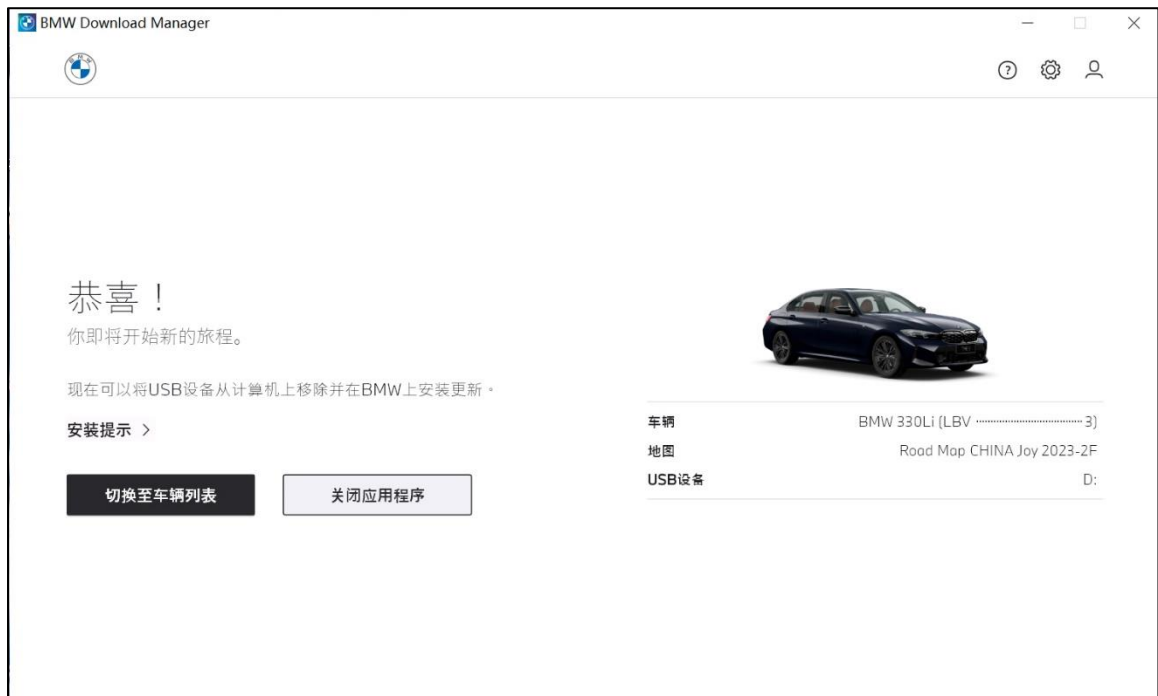 BMW Download Manager
恭喜！
你即将开始新的旅程。
现在可以将USB设备从计算机上移除并在BMW上安装更新。
安装提示 >
切换至车辆列表
关闭应用程序
车辆 BMW 330Li (LBV ··································· 3)
地图 Road Map CHINA Joy 2023-2F
USB设备 D: